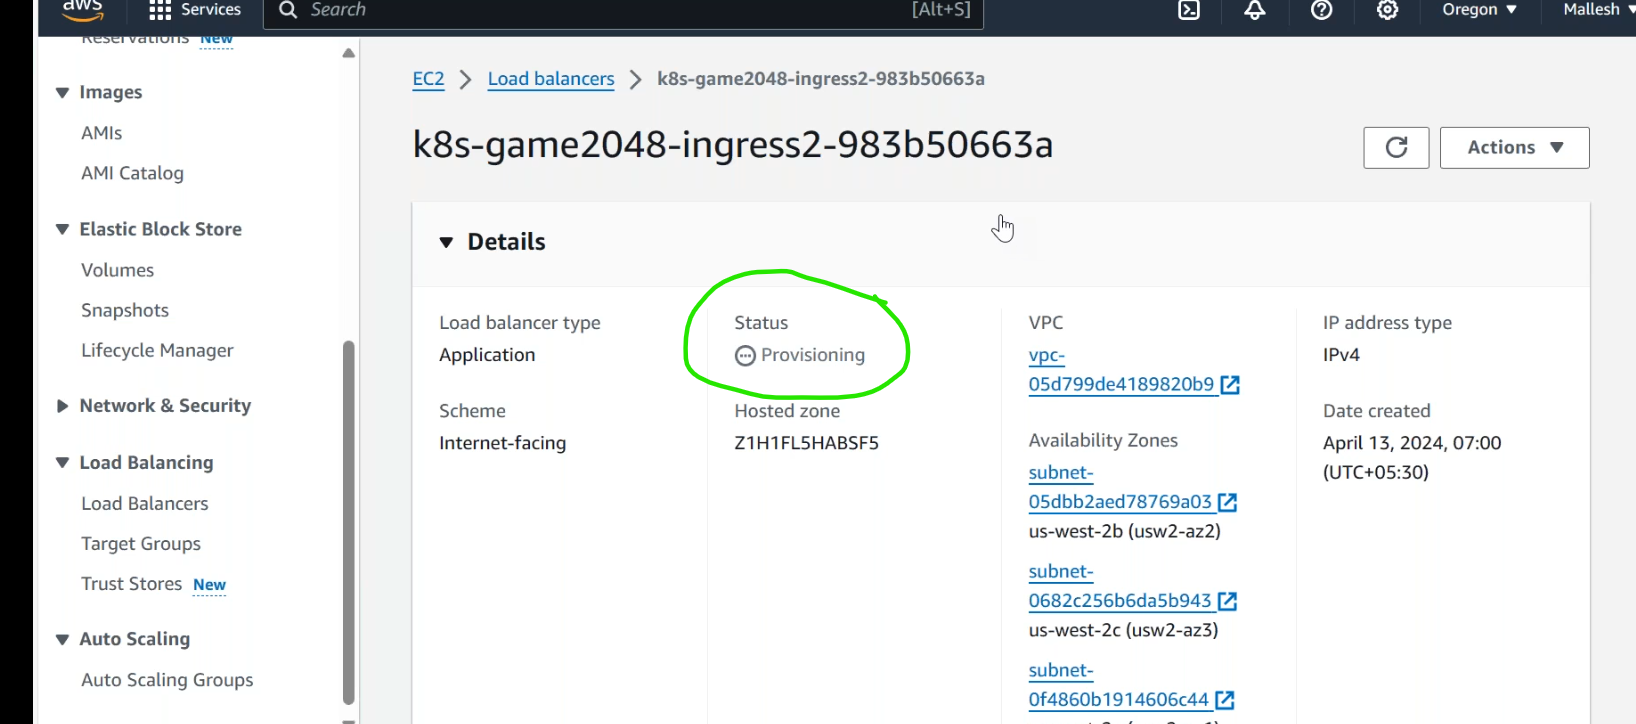 aws
Services
Search
[Alt+S]
Oregon
Mallesh
Reservations New
Images
AMIs
AMI Catalog
Elastic Block Store
Volumes
Snapshots
Lifecycle Manager
Network & Security
Load Balancing
Load Balancers
Target Groups
Trust Stores New
Auto Scaling
Auto Scaling Groups
EC2 > Load balancers > k8s-game2048-ingress2-983b50663a
k8s-game2048-ingress2-983b50663a
Actions
Details
Load balancer type
Application
Scheme
Internet-facing
Status
Provisioning
Hosted zone
Z1H1FL5HABSF5
VPC
vpc-
05d799de4189820b9
Availability Zones
subnet-
05dbb2aed78769a03
us-west-2b (usw2-az2)
subnet-
0682c256b6da5b943
us-west-2c (usw2-az3)
subnet-
0f4860b1914606c44
IP address type
IPv4
Date created
April 13, 2024, 07:00
(UTC+05:30)